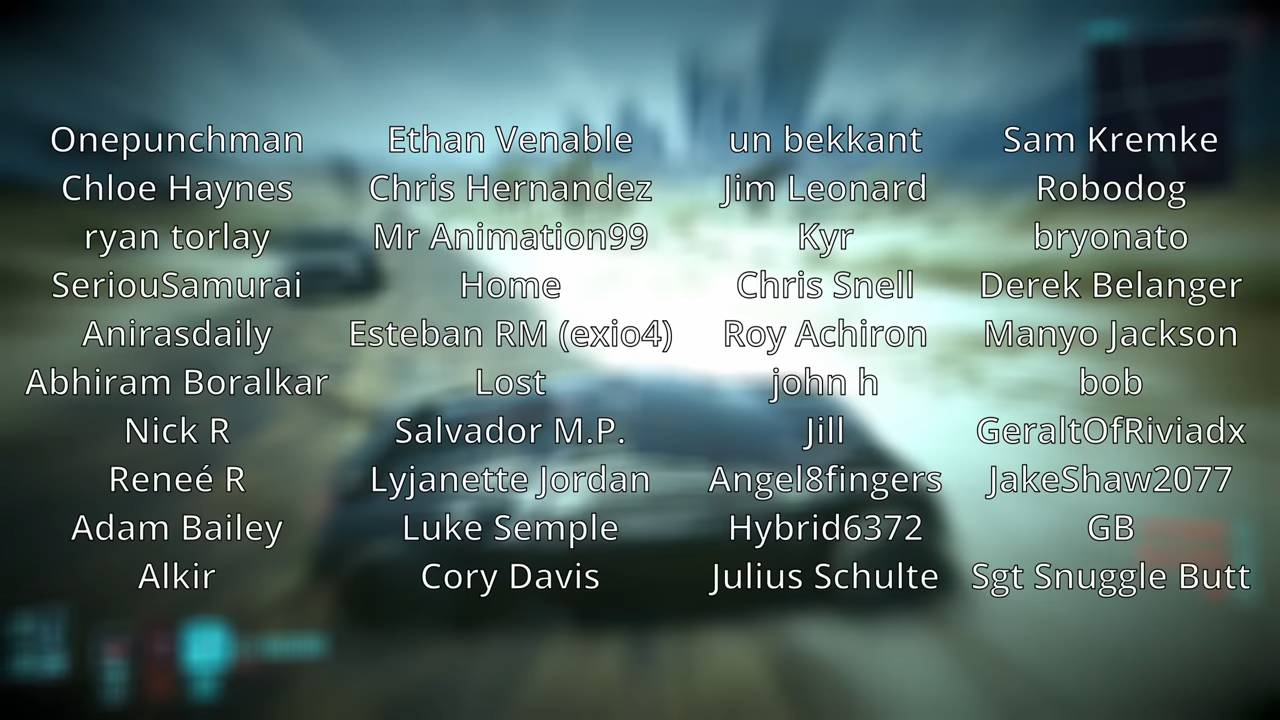 Onepunchman Ethan Venable un bekkant Sam Kremke
Chloe Haynes Chris Hernandez Jim Leonard Robodog
ryan torlay Mr Animation99 Kyr bryonato
SeriouSamurai Home Chris Snell Derek Belanger
Anirasdaily Esteban RM (exio4) Roy Achiron Manyo Jackson
Abhiram Boralkar Lost john h bob
Nick R Salvador M.P. Jill GeraltOfRiviadx
Reneé R Lyjanette Jordan Angel8fingers JakeShaw2077
Adam Bailey Luke Semple Hybrid6372 GB
Alkir Cory Davis Julius Schulte Sgt Snuggle Butt